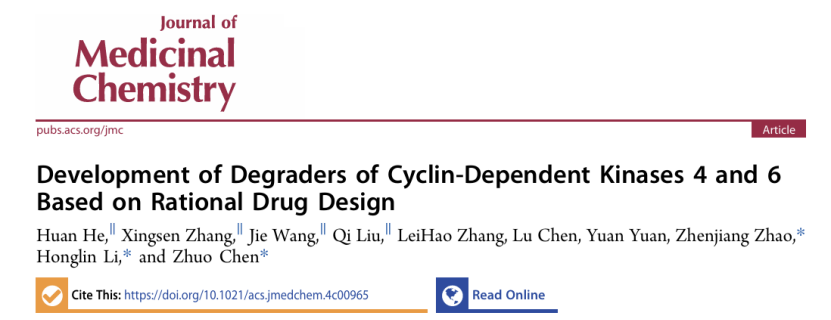 Journal of
Medicinal
Chemistry
pubs.acs.org/jmc
Article
Development of Degraders of Cyclin-Dependent Kinases 4 and 6
Based on Rational Drug Design
Huan He,∥ Xingsen Zhang,∥ Jie Wang,∥ Qi Liu,∥ LeiHao Zhang, Lu Chen, Yuan Yuan, Zhenjiang Zhao,*
Honglin Li,* and Zhuo Chen*
Cite This: https://doi.org/10.1021/acs.jmedchem.4c00965
Read Online